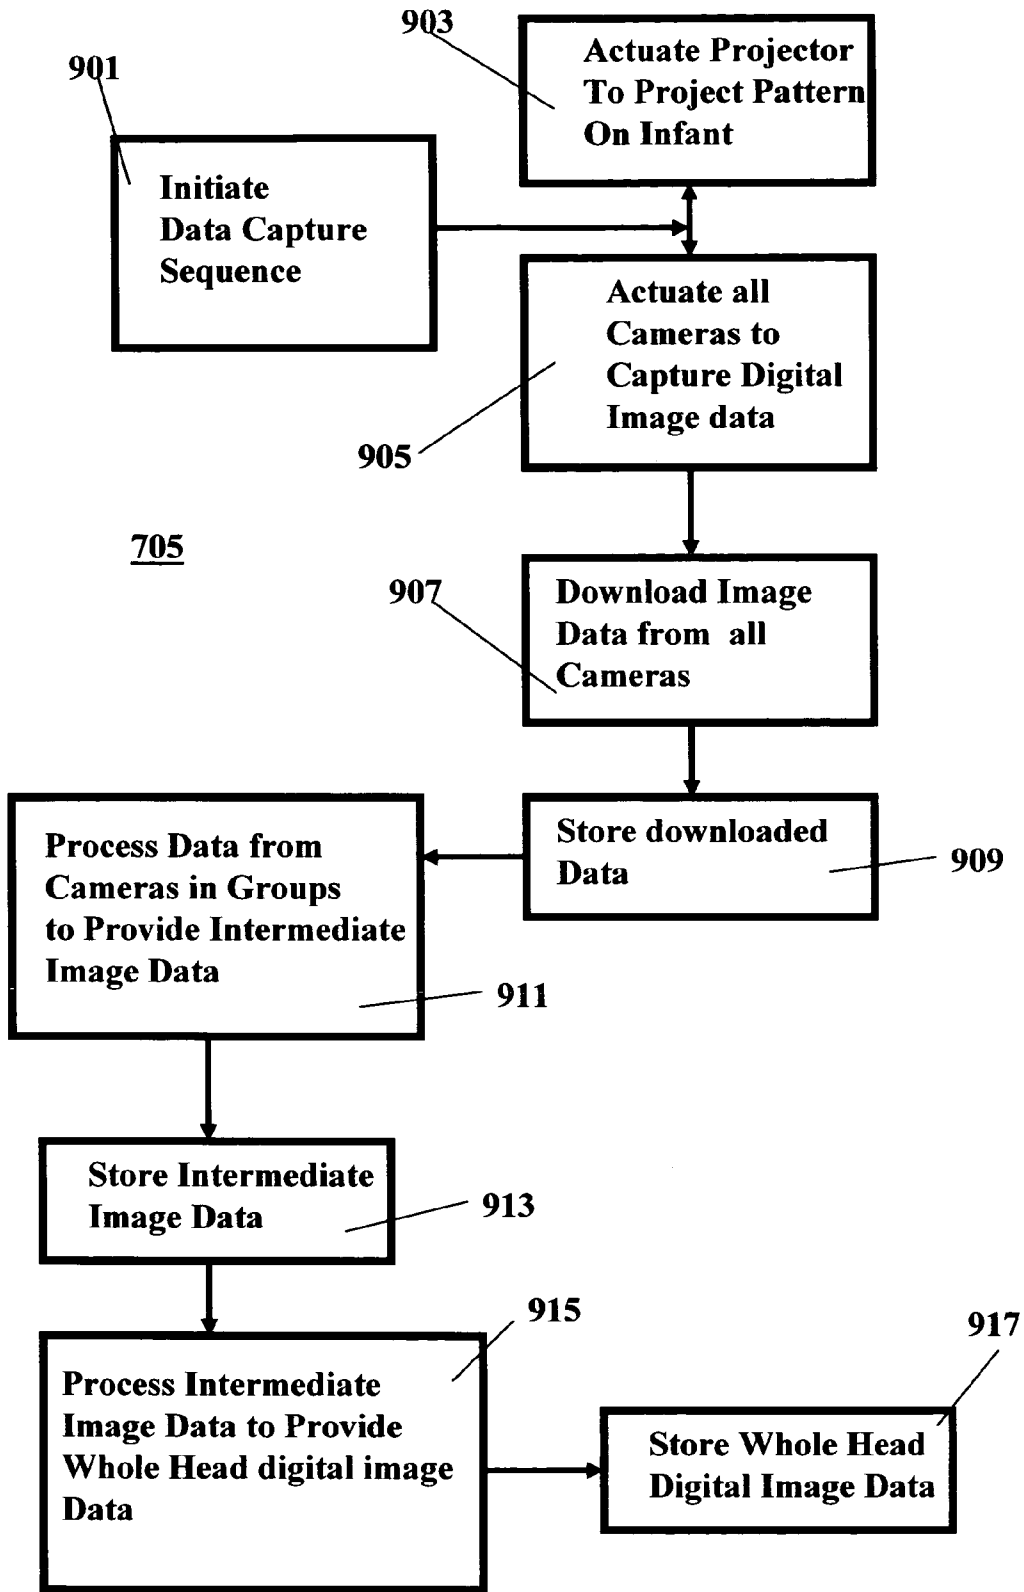 903
Actuate Projector
To Project Pattern
On Infant
901
Initiate
Data Capture
Sequence
Actuate all
Cameras to
Capture Digital
Image data
905
705
907
Download Image
Data from all
Cameras
Store downloaded
Data
909
Process Data from
Cameras in Groups
to Provide Intermediate
Image Data
911
Store Intermediate
Image Data
913
915
Process Intermediate
Image Data to Provide
Whole Head digital image
Data
917
Store Whole Head
Digital Image Data